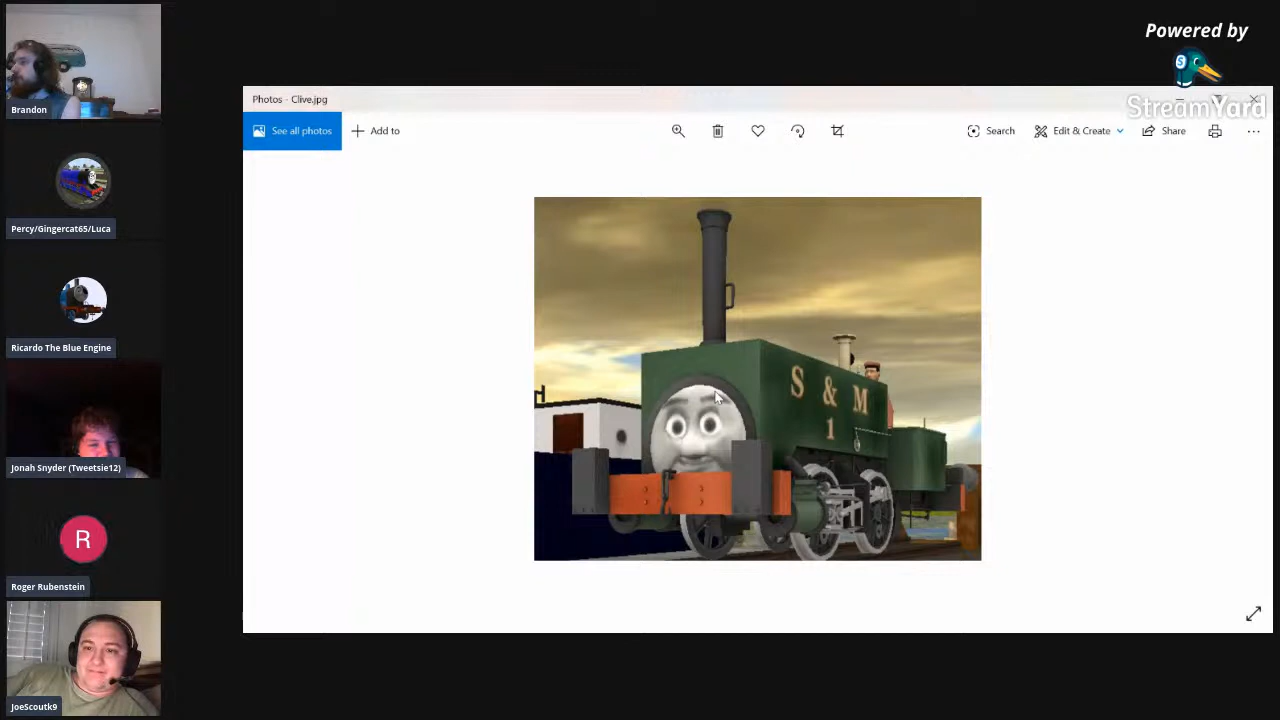 Powered by
StreamYard
Brandon
Percy/Gingercat65/Luca
Ricardo The Blue Engine
Jonah Snyder (Tweetsie12)
R
Roger Rubenstein
JoeScoutk9
Photos - Clive.jpg
See all photos
Add to
Search
Edit & Create
Share
S & M
1